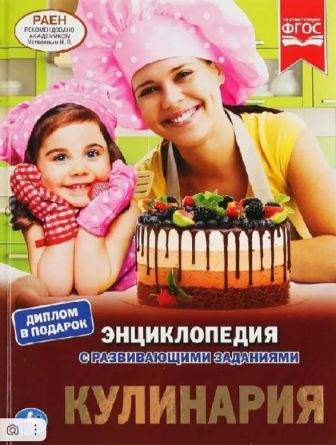 РАЕН
РЕКОМЕНДОВАНО
АКАДЕМИКОМ
СООТВЕТСТВУЕТ
ФГОС
ДИПЛОМ
В ПОДАРОК
ЭНЦИКЛОПЕДИЯ
С РАЗВИВАЮЩИМИ ЗАДАНИЯМИ
КУЛИНАРИЯ